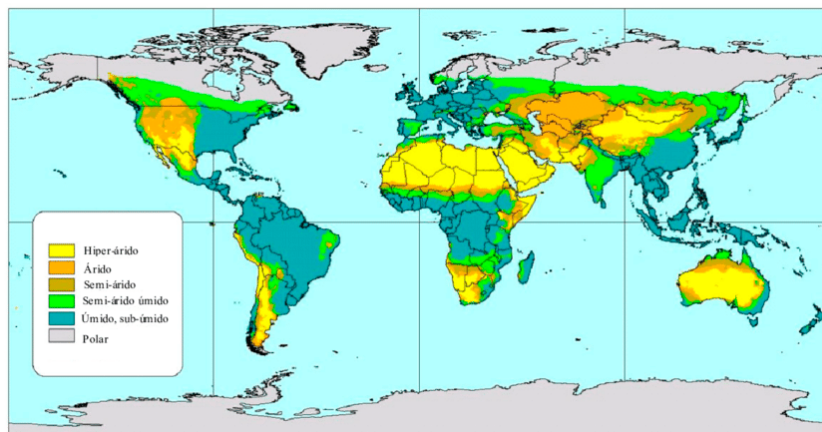 Hiper-árido
Árido
Semi-árido
Semi-árido úmido
Úmido, sub-úmido
Polar